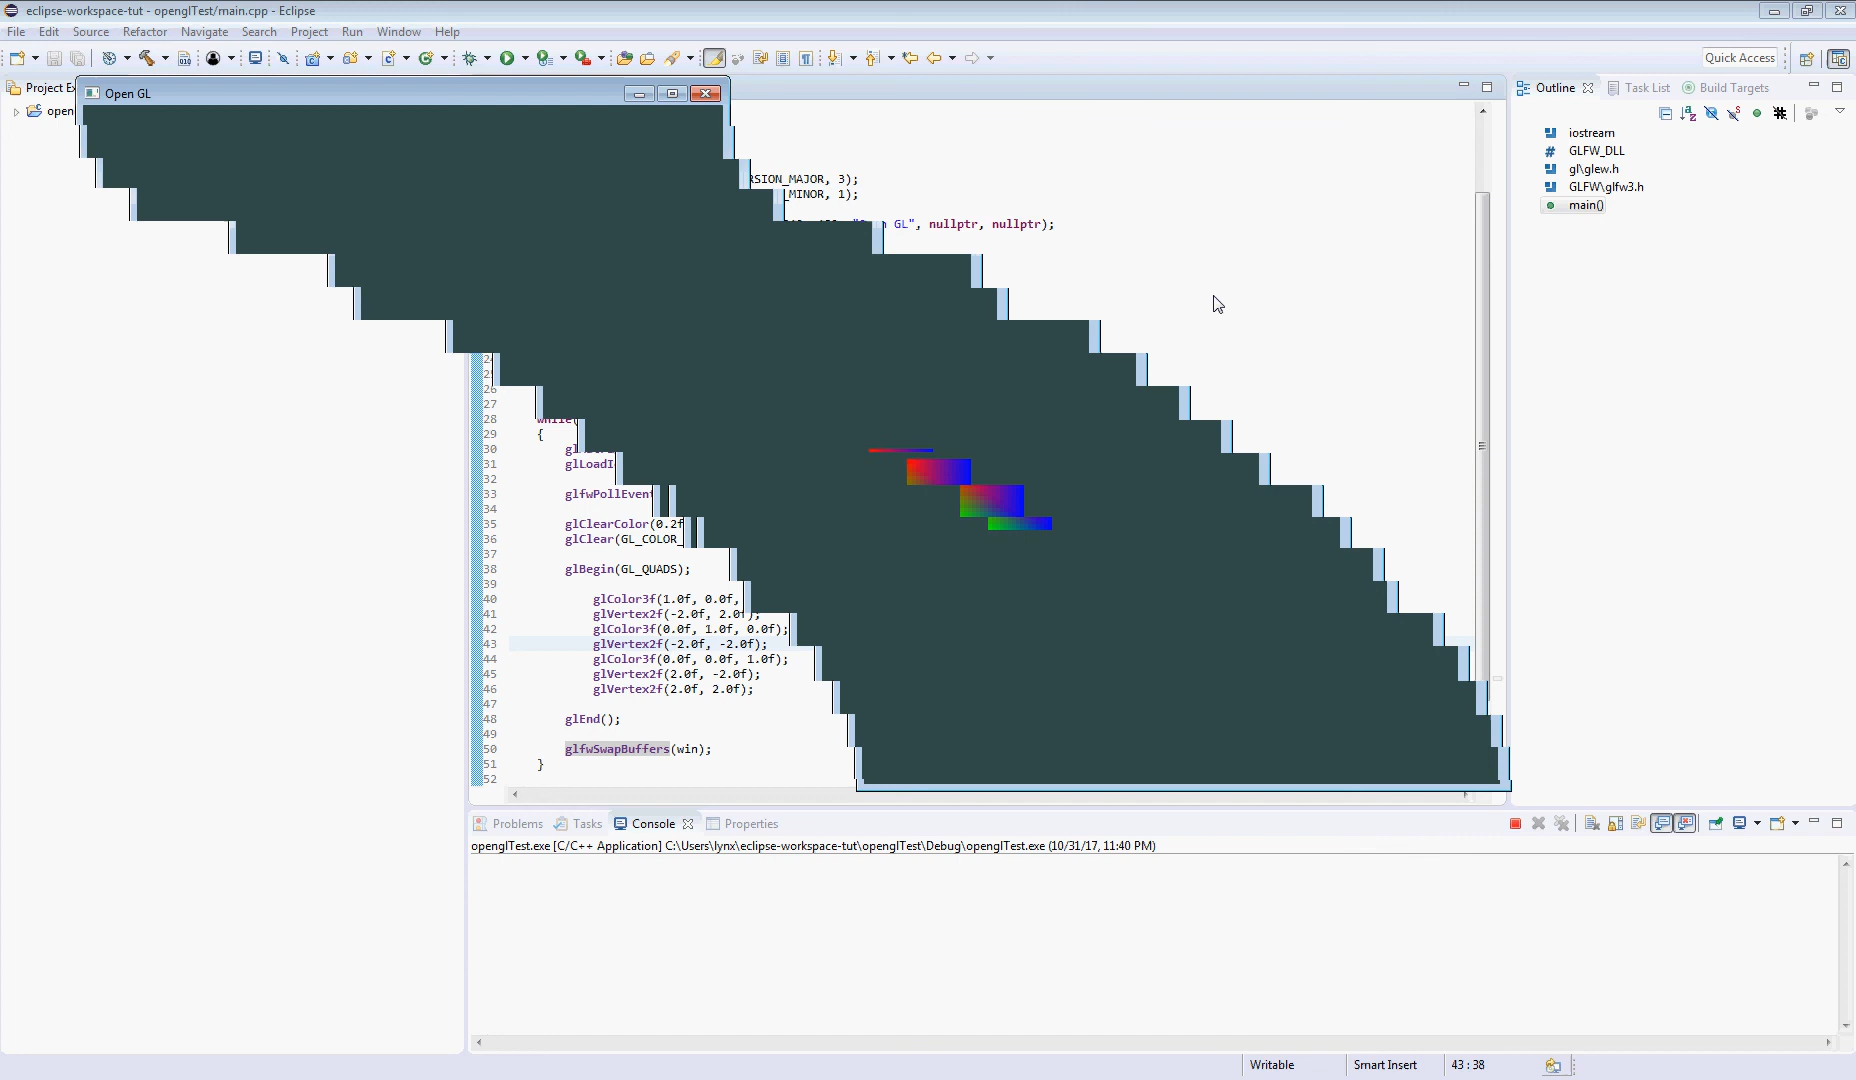 eclipse-workspace-tut - openglTest/main.cpp - Eclipse
File Edit Source Refactor Navigate Search Project Run Window Help
Quick Access
Project Ex
open
Open GL
RSION_MAJOR, 3);
_MINOR, 1);
GL", nullptr, nullptr);
Outline Task List Build Targets
iostream
GLFW_DLL
gl\glew.h
GLFW\glfw3.h
main()
27
28 while(
29 {
30 gl
31 glLoadI
32
33 glfwPollEvent
34
35 glClearColor(0.2f
36 glClear(GL_COLOR_
37
38 glBegin(GL_QUADS);
39
40 glColor3f(1.0f, 0.0f,
41 glVertex2f(-2.0f, 2.0f);
42 glColor3f(0.0f, 1.0f, 0.0f);
43 glVertex2f(-2.0f, -2.0f);
44 glColor3f(0.0f, 0.0f, 1.0f);
45 glVertex2f(2.0f, -2.0f);
46 glVertex2f(2.0f, 2.0f);
47
48 glEnd();
49
50 glfwSwapBuffers(win);
51 }
52
Problems Tasks Console Properties
openglTest.exe [C/C++ Application] C:\Users\lynx\eclipse-workspace-tut\openglTest\Debug\openglTest.exe (10/31/17, 11:40 PM)
Writable Smart Insert 43 : 38